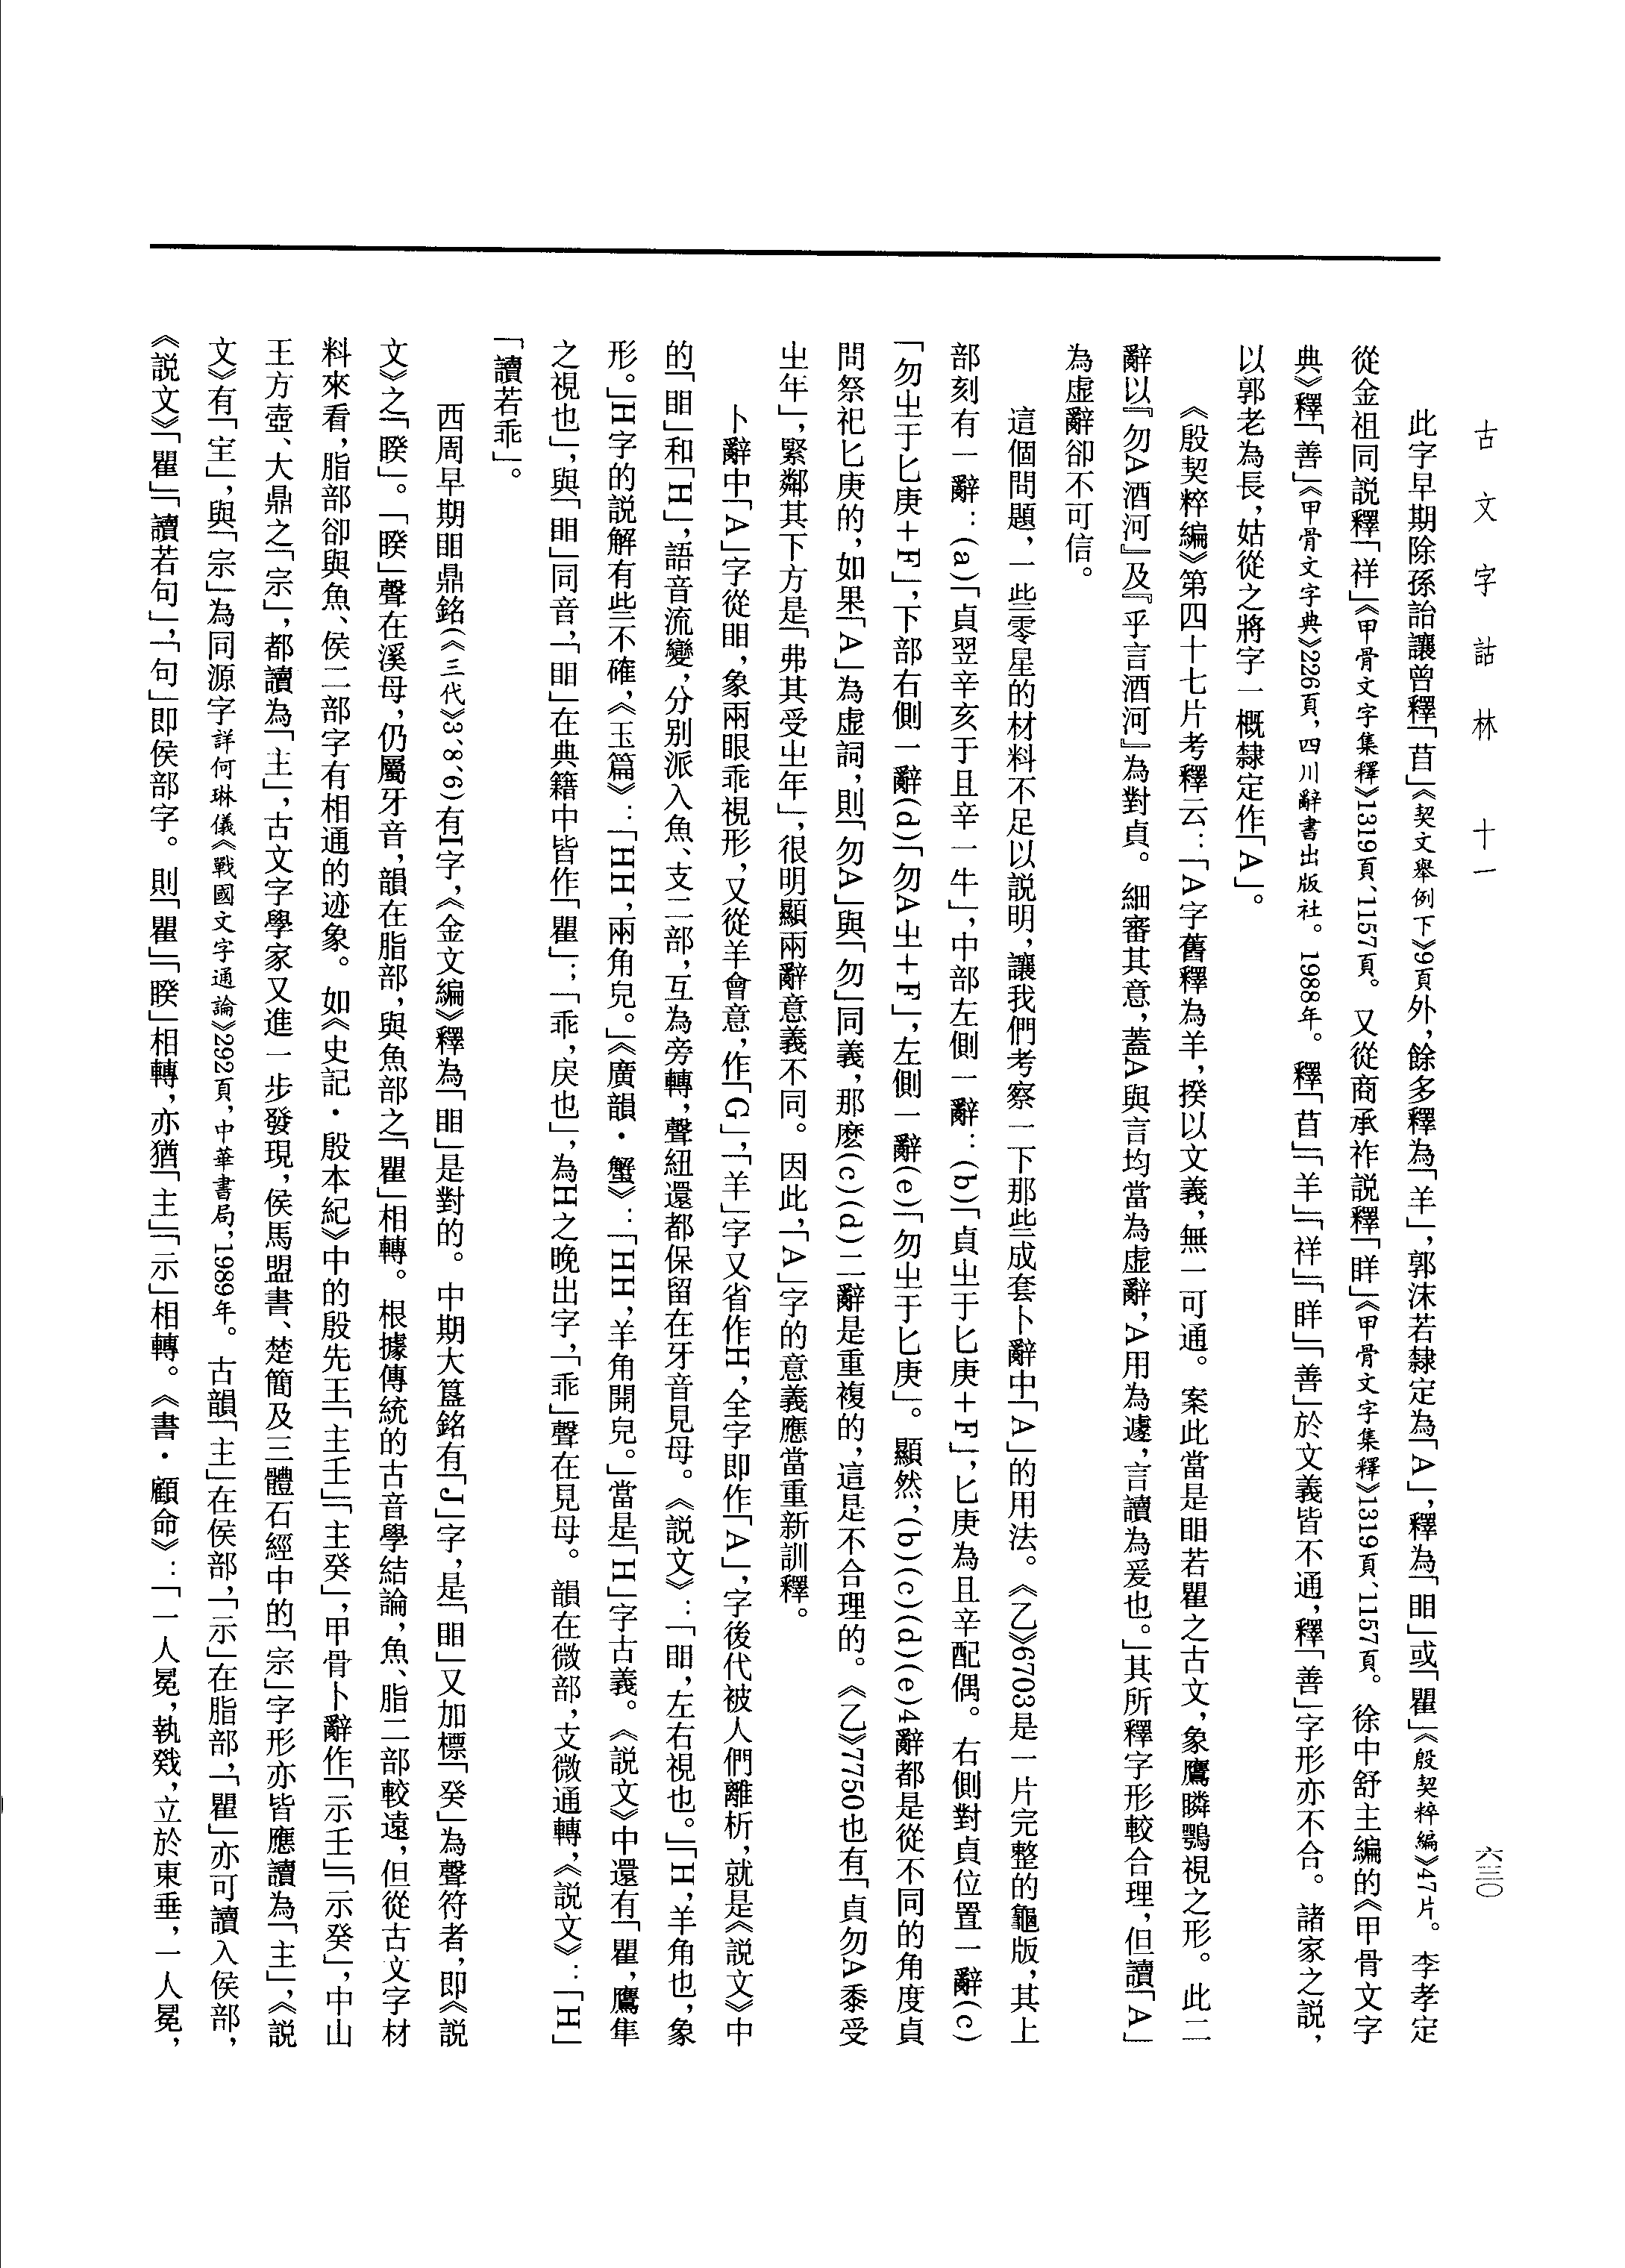 古文字詁林　十一　六三〇
此字早期除孫詒讓曾釋「苜」《契文舉例下》9頁外，餘多釋為「羊」，郭沫若隸定為「A」，釋為「䀠」或「瞿」《殷契粹編》47片。李孝定
從金祖同說釋「祥」《甲骨文字集釋》1319頁、1157頁。又從商承祚說釋「眻」《甲骨文字集釋》1319頁、1157頁。徐中舒主編的《甲骨文字
典》釋「善」《甲骨文字典》226頁，四川辭書出版社。1988年。釋「苜」「羊」「祥」「眻」「善」於文義皆不通，釋「善」字形亦不合。諸家之說，
以郭老為長，姑從之將字一概隸定作「A」。
《殷契粹編》第四十七片考釋云：「A字舊釋為羊，揆以文義，無一可通。案此當是䀠若瞿之古文，象鷹瞵鶚視之形。此二
辭以『勿A酒河』及『乎言酒河』為對貞。細審其意，蓋A與言均當為虛辭，A用為遽，言讀為爰也。」其所釋字形較合理，但讀「A」
為虛辭卻不可信。
這個問題，一些零星的材料不足以說明，讓我們考察一下那些成套卜辭中「A」的用法。《乙》6703是一片完整的龜版，其上
部刻有一辭：(a)「貞翌辛亥于且辛一牛」，中部左側一辭：(b)「貞㞢于匕庚＋F」，匕庚為且辛配偶。右側對貞位置一辭(c)
「勿㞢于匕庚＋F」，下部右側一辭(d)「勿A㞢＋F」，左側一辭(e)「勿㞢于匕庚」。顯然，(b)(c)(d)(e)4辭都是從不同的角度貞
問祭祀匕庚的，如果「A」為虛詞，則「勿A」與「勿」同義，那麽(c)(d)二辭是重複的，這是不合理的。《乙》7750也有「貞勿A黍受
㞢年」，緊鄰其下方是「弗其受㞢年」，很明顯兩辭意義不同。因此，「A」字的意義應當重新訓釋。
卜辭中「A」字從䀠，象兩眼乖視形，又從羊會意，作「G」，「羊」字又省作H，全字即作「A」，字後代被人們離析，就是《說文》中
的「䀠」和「H」，語音流變，分別派入魚、支二部，互為旁轉，聲紐還都保留在牙音見母。《說文》：「䀠，左右視也。」「H，羊角也，象
形。」H字的說解有些不確，《玉篇》：「HH，兩角皃。」《廣韻・蟹》：「HH，羊角開皃。」當是「H」字古義。《說文》中還有「瞿，鷹隼
之視也」，與「䀠」同音，「䀠」在典籍中皆作「瞿」；「乖，戾也」，為H之晚出字，「乖」聲在見母。韻在微部，支微通轉，《說文》：「H」
「讀若乖」。
西周早期䀠鼎銘(《三代》3、8、6)有I字，《金文編》釋為「䀠」是對的。中期大簋銘有「J」字，是「䀠」又加標「癸」為聲符者，即《說
文》之「睽」。「睽」聲在溪母，仍屬牙音，韻在脂部，與魚部之「瞿」相轉。根據傳統的古音學結論，魚、脂二部較遠，但從古文字材
料來看，脂部卻與魚、侯二部字有相通的迹象。如《史記・殷本紀》中的殷先王「主壬」「主癸」，甲骨卜辭作「示壬」「示癸」，中山
王方壺、大鼎之「宗」，都讀為「主」，古文字學家又進一步發現，侯馬盟書、楚簡及三體石經中的「宗」字形亦皆應讀為「主」，《說
文》有「宔」，與「宗」為同源字詳何琳儀《戰國文字通論》292頁，中華書局，1989年。古韻「主」在侯部，「示」在脂部，「瞿」亦可讀入侯部，
《說文》「瞿」「讀若句」，「句」即侯部字。則「瞿」「睽」相轉，亦猶「主」「示」相轉。《書・顧命》：「一人冕，執戣，立於東垂，一人冕，